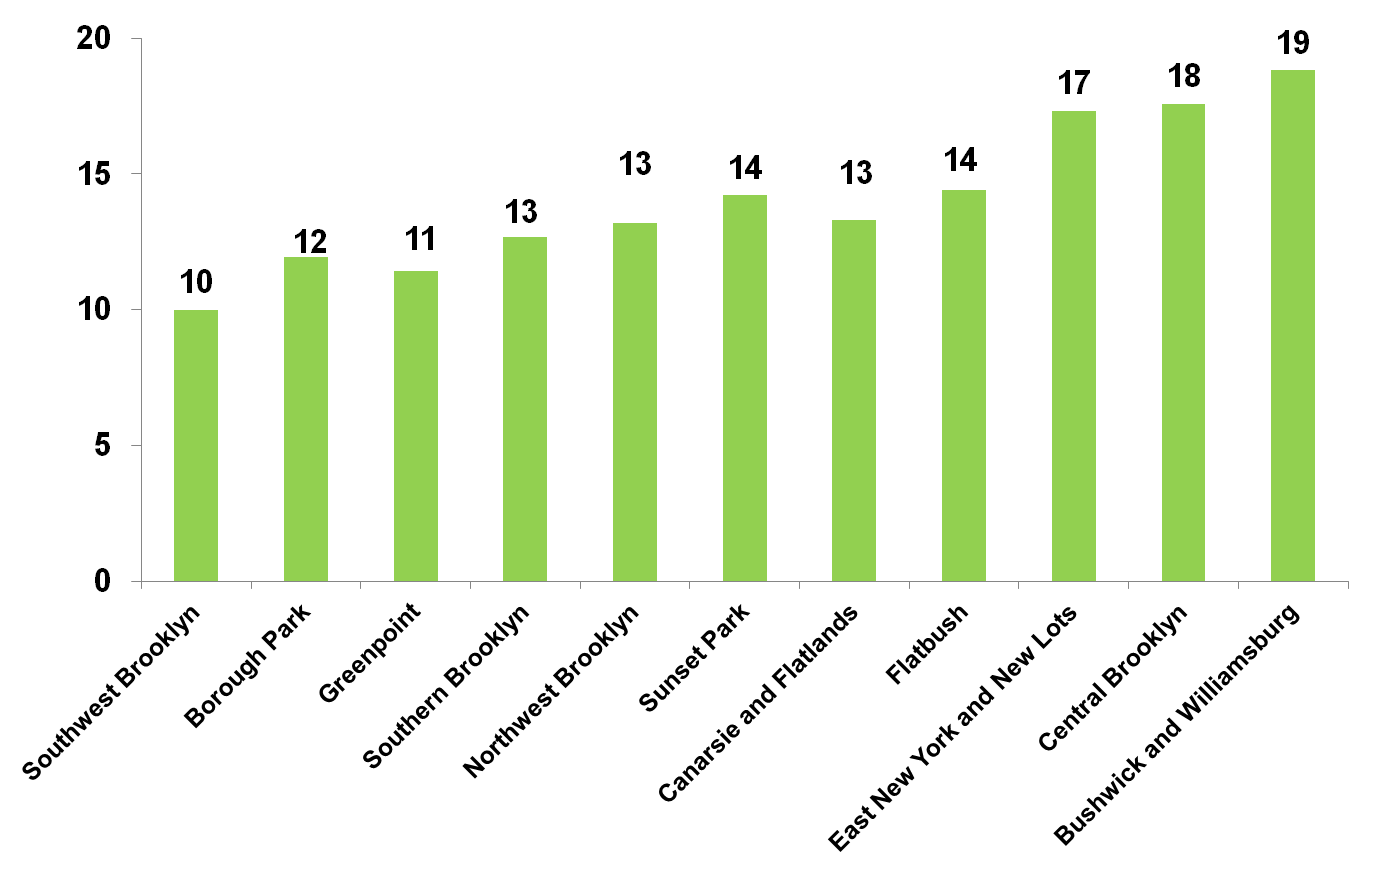 20
15
10
5
0
10
12
11
13
13
14
13
14
17
18
19
Southwest Brooklyn
Borough Park
Greenpoint
Southern Brooklyn
Northwest Brooklyn
Sunset Park
Canarsie and Flatlands
Flatbush
East New York and New Lots
Central Brooklyn
Bushwick and Williamsburg